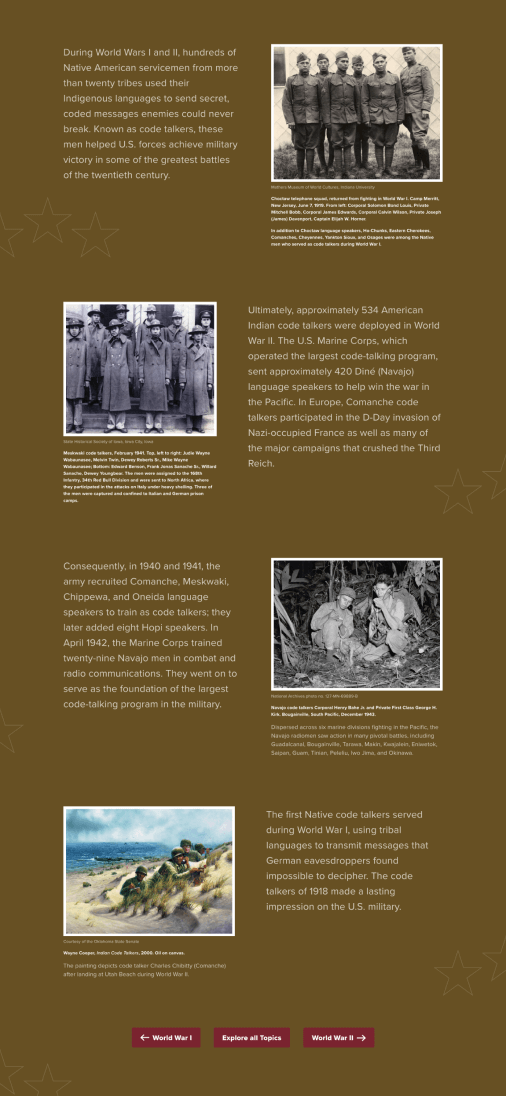 During World Wars I and II, hundreds of
Native American servicemen from more
than twenty tribes used their
Indigenous languages to send secret,
coded messages enemies could never
break. Known as code talkers, these
men helped U.S. forces achieve military
victory in some of the greatest battles
of the twentieth century.
Mathers Museum of World Cultures, Indiana University
Choctaw telephone squad, returned from fighting in World War I. Camp Merritt,
New Jersey, June 7, 1919. From left: Corporal Solomon Bond Louis, Private
Mitchell Bobb, Corporal James Edwards, Corporal Calvin Wilson, Private Joseph
(James) Davenport, Captain Elijah W. Horner.
In addition to Choctaw language speakers, Ho-Chunks, Eastern Cherokees,
Comanches, Cheyennes, Yankton Sioux, and Osages were among the Native
men who served as code talkers during World War I.
State Historical Society of Iowa, Iowa City, Iowa
Meskwaki code talkers, February 1941. Top, left to right: Judie Wayne
Wabaunasee, Melvin Twin, Dewey Roberts Sr., Mike Wayne
Wabaunasee; Bottom: Edward Benson, Frank Jonas Sanache Sr., Willard
Sanache, Dewey Youngbear. The men were assigned to the 168th
Infantry, 34th Red Bull Division and were sent to North Africa, where
they participated in the attacks on Italy under heavy shelling. Three of
the men were captured and confined to Italian and German prison
camps.
Ultimately, approximately 534 American
Indian code talkers were deployed in World
War II. The U.S. Marine Corps, which
operated the largest code-talking program,
sent approximately 420 Diné (Navajo)
language speakers to help win the war in
the Pacific. In Europe, Comanche code
talkers participated in the D-Day invasion of
Nazi-occupied France as well as many of
the major campaigns that crushed the Third
Reich.
Consequently, in 1940 and 1941, the
army recruited Comanche, Meskwaki,
Chippewa, and Oneida language
speakers to train as code talkers; they
later added eight Hopi speakers. In
April 1942, the Marine Corps trained
twenty-nine Navajo men in combat and
radio communications. They went on to
serve as the foundation of the largest
code-talking program in the military.
National Archives photo no. 127-MN-69889-B
Navajo code talkers Corporal Henry Bahe Jr. and Private First Class George H.
Kirk. Bougainville, South Pacific, December 1943.
Dispersed across six marine divisions fighting in the Pacific, the
Navajo radiomen saw action in many pivotal battles, including
Guadalcanal, Bougainville, Tarawa, Makin, Kwajalein, Eniwetok,
Saipan, Guam, Tinian, Peleliu, Iwo Jima, and Okinawa.
Courtesy of the Oklahoma State Senate
Wayne Cooper, Indian Code Talkers, 2000. Oil on canvas.
The painting depicts code talker Charles Chibitty (Comanche)
after landing at Utah Beach during World War II.
The first Native code talkers served
during World War I, using tribal
languages to transmit messages that
German eavesdroppers found
impossible to decipher. The code
talkers of 1918 made a lasting
impression on the U.S. military.
← World War I
Explore all Topics
World War II →